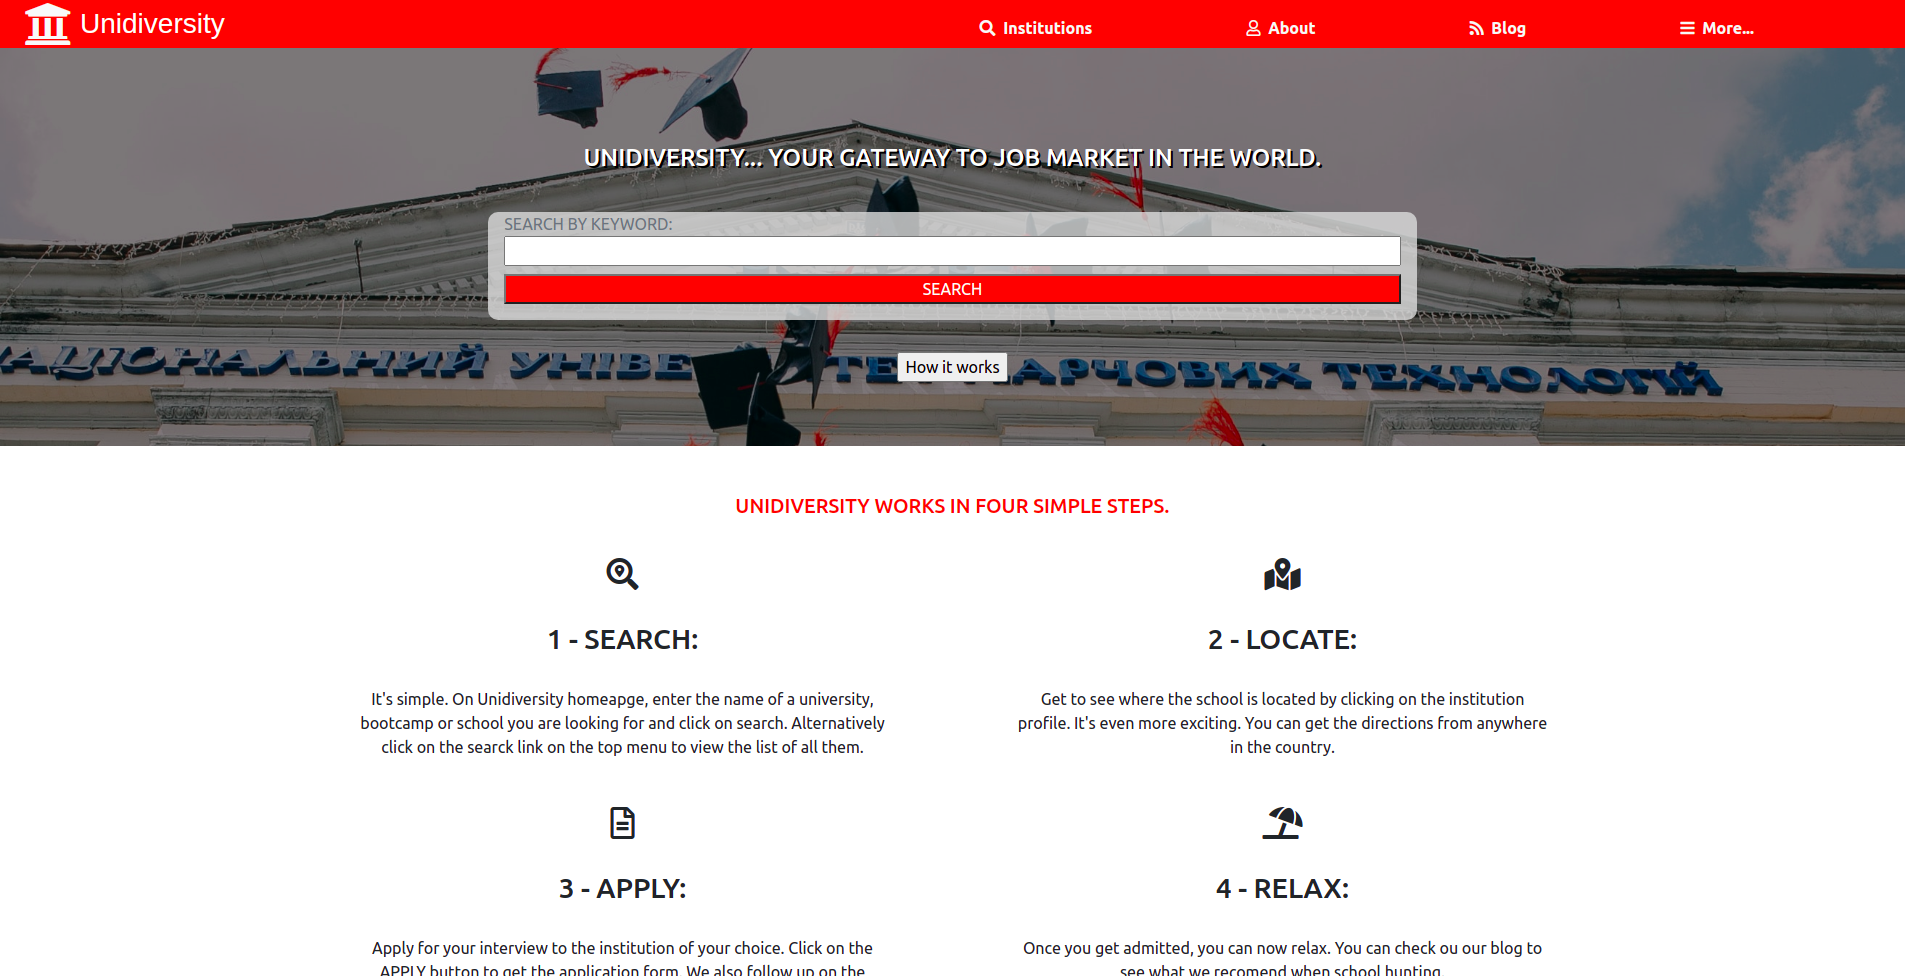 Unidiversity
Institutions
About
Blog
More...
UNIDIVERSITY... YOUR GATEWAY TO JOB MARKET IN THE WORLD.
SEARCH BY KEYWORD:
SEARCH
АЦІОНАЛЬНИЙ УНІВЕ ТЕ АРЧОВИХ ТЕХНОЛОГІЙ
How it works
UNIDIVERSITY WORKS IN FOUR SIMPLE STEPS.
1 - SEARCH:
It's simple. On Unidiversity homeapge, enter the name of a university,
bootcamp or school you are looking for and click on search. Alternatively
click on the search link on the top menu to view the list of all them.
2 - LOCATE:
Get to see where the school is located by clicking on the institution
profile. It's even more exciting. You can get the directions from anywhere
in the country.
3 - APPLY:
Apply for your interview to the institution of your choice. Click on the
APPLY button to get the application form. We also follow up on the
4 - RELAX:
Once you get admitted, you can now relax. You can check ou our blog to
see what we recomend when school hunting.